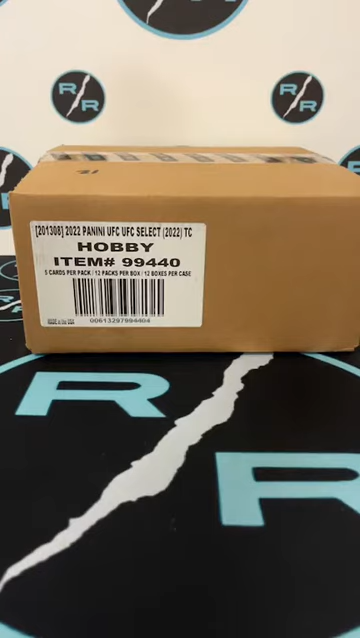 R R
R R
[201308] 2022 PANINI UFC UFC SELECT (2022) TC
HOBBY
ITEM# 99440
5 CARDS PER PACK / 12 PACKS PER BOX / 12 BOXES PER CASE
00613297994404
R
R